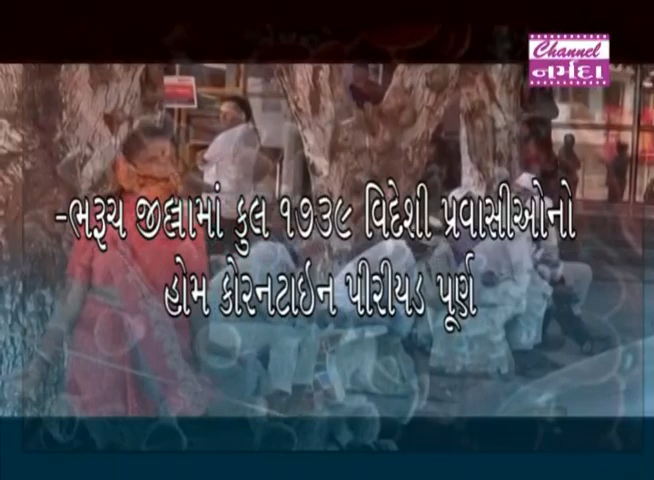 Channel
નર્મદા
-ભરૂચ જીલ્લામાં કુલ ૧૭૩૯ વિદેશી પ્રવાસીઓનો
હોમ કોરનટાઇન પીરીયડ પૂર્ણ